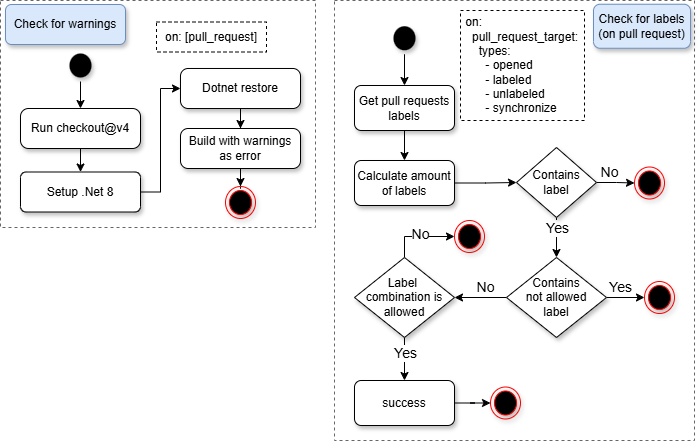 Check for warnings
on: [pull_request]
Run checkout@v4
Setup .Net 8
Dotnet restore
Build with warnings
as error
Check for labels
(on pull request)
on:
pull_request_target:
types:
- opened
- labeled
- unlabeled
- synchronize
Get pull requests
labels
Calculate amount
of labels
Contains
label
No
Yes
Contains
not allowed
label
Yes
No
Label
combination is
allowed
No
Yes
success